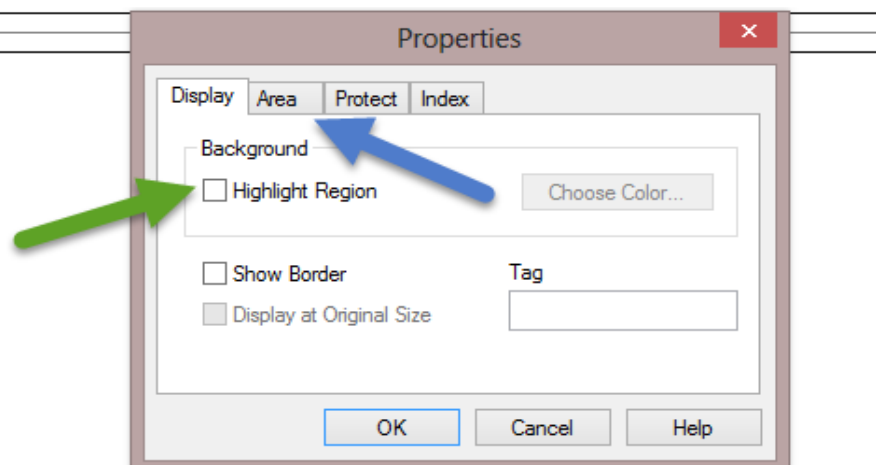 Properties
Display Area Protect Index
Background
Highlight Region Choose Color...
Show Border Tag
Display at Original Size
OK Cancel Help